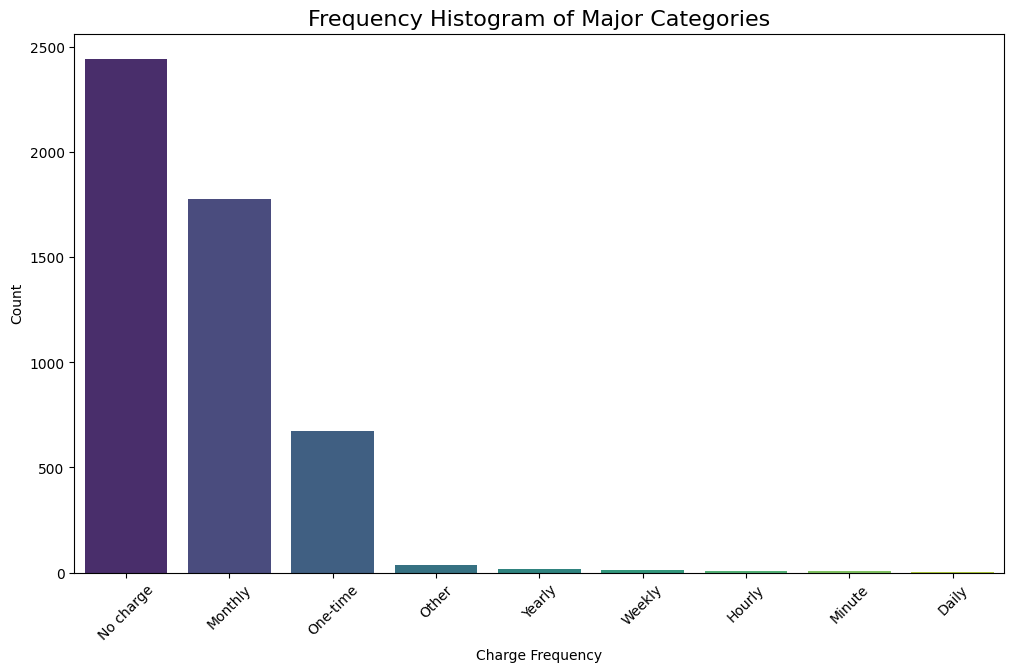 Frequency Histogram of Major Categories
2500
2000
1500
1000
500
0
Count
No charge
Monthly
One-time
Other
Yearly
Weekly
Hourly
Minute
Daily
Charge Frequency